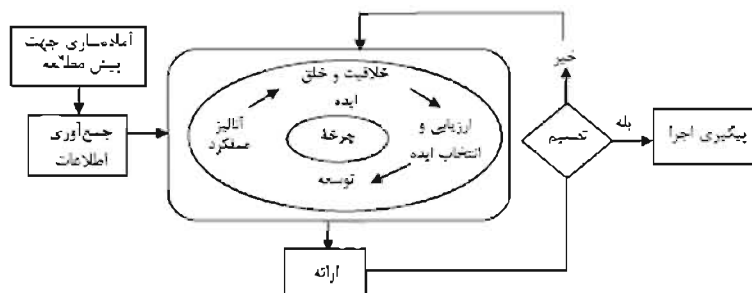 آماده‌سازی جهت
پیش مطالعه
جمع‌آوری
اطلاعات
خلاقیت و خلق
ایده
آنالیز
عملکرد
چرخهٔ
ارزیابی و
انتخاب ایده
توسعه
ارائه
خیر
تصمیم
بله
پیگیری اجرا